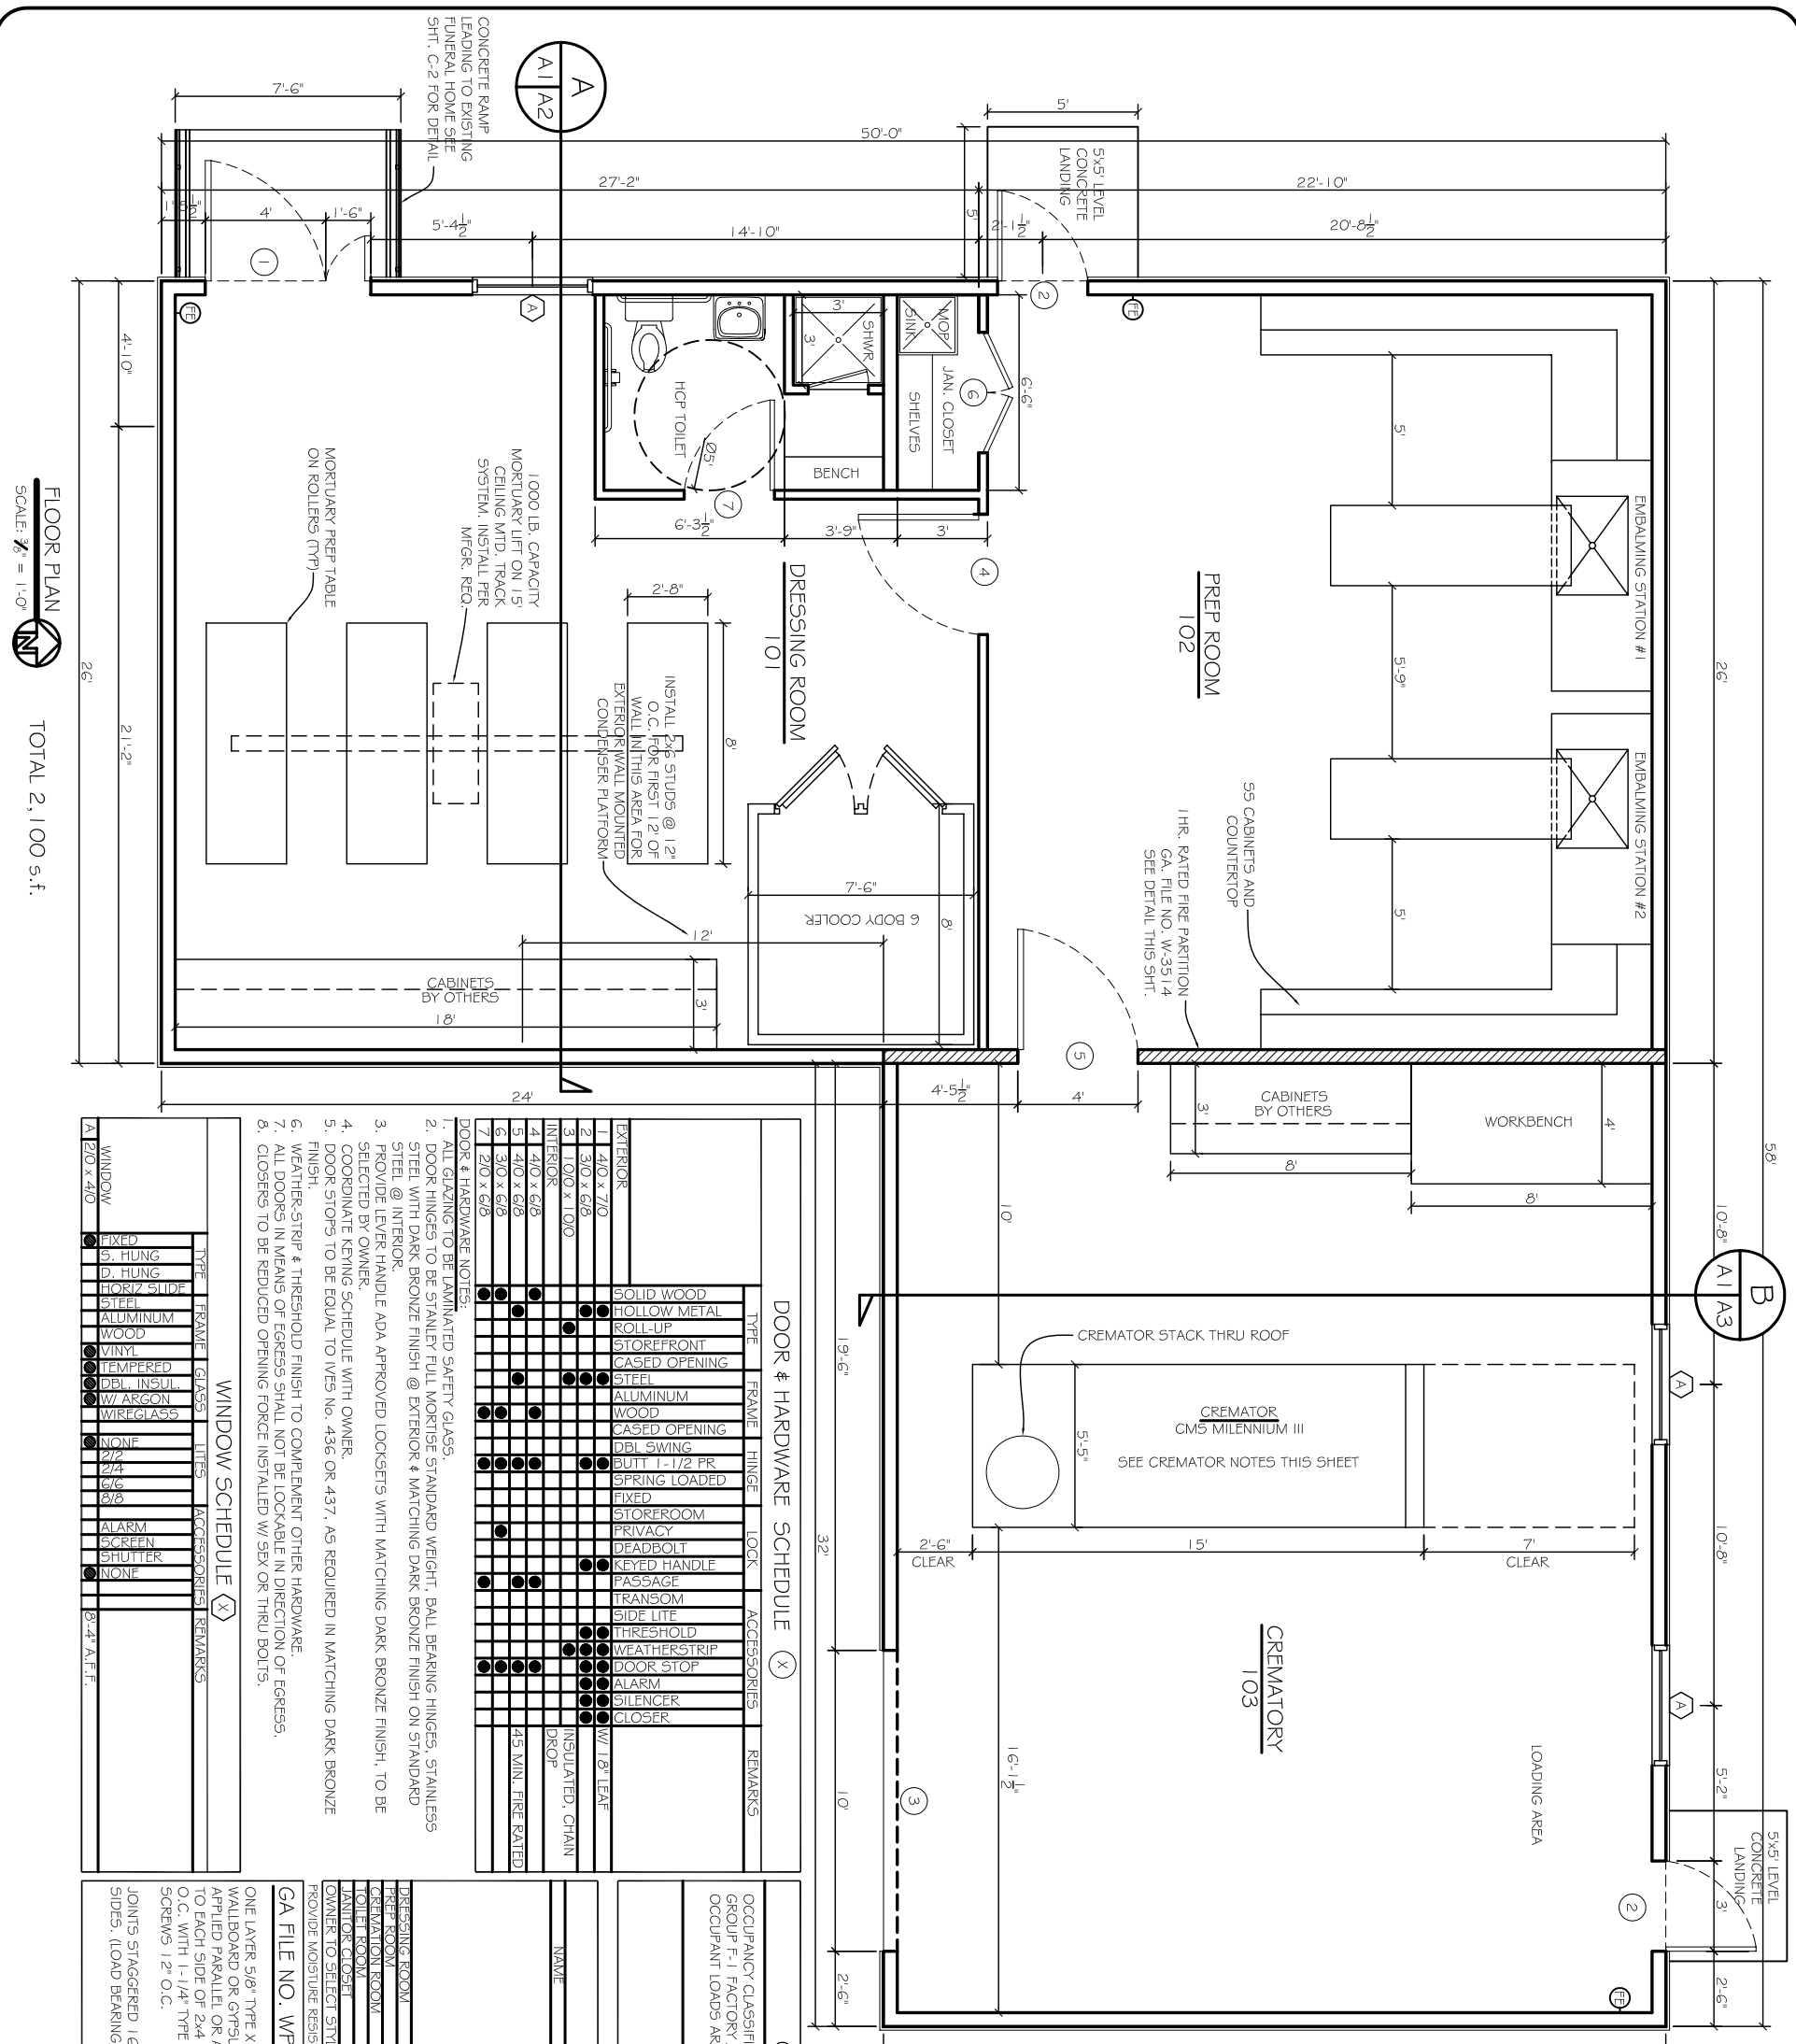 CONCRETE RAMP
LEADING TO EXISTING
FUNERAL HOME SEE
SHT. C-2 FOR DETAIL
A
A1 A2
7'-6"
50'-0"
27'-2"
22'-10"
4'
1'-6"
5'-4½"
14'-10"
5'
2'-1½"
20'-8½"
5'
5'x5' LEVEL
CONCRETE
LANDING
1
A
2
FE
FE
MOP
SINK
SHWR
3'
3'
JAN. CLOSET
SHELVES
6
6'-6"
HCP TOILET
Ø5'
BENCH
7
6'-3½"
3'-9"
3'
4
4'-10"
21'-2"
26'
MORTUARY PREP TABLE
ON ROLLERS (TYP)
1000 LB. CAPACITY
MORTUARY LIFT ON 15'
CEILING MTD. TRACK
SYSTEM. INSTALL PER
MFGR. REQ.
2'-8"
8'
DRESSING ROOM
101
INSTALL 2x6 STUDS @ 12"
O.C. FOR FIRST 12' OF
WALL IN THIS AREA FOR
EXTERIOR WALL MOUNTED
CONDENSER PLATFORM
7'-6"
8'
6 BODY COOLER
12'
CABINETS
BY OTHERS
3'
18'
PREP ROOM
102
5'
5'-9"
5'
EMBALMING STATION #1
EMBALMING STATION #2
SS CABINETS AND
COUNTERTOP
1HR. RATED FIRE PARTITION
GA. FILE NO. W-3514
SEE DETAIL THIS SHT.
5
26'
58'
10'-8"
10'-8"
5'-2"
3'
2'-6"
24'
4'-5½"
4'
CABINETS
BY OTHERS
3'
8'
WORKBENCH
4'
8'
10'
B
A1 A3
CREMATOR STACK THRU ROOF
CREMATOR
CMS MILENNIUM III
SEE CREMATOR NOTES THIS SHEET
5'-5"
2'-6"
CLEAR
15'
7'
CLEAR
A
A
CREMATORY
103
16'-1½"
LOADING AREA
5'x5' LEVEL
CONCRETE
LANDING
2
3
FE
19'-6"
10'
2'-6"
32'
FLOOR PLAN
SCALE: 3/8" = 1'-0"
N
TOTAL 2,100 s.f.
DOOR & HARDWARE SCHEDULE X
TYPE FRAME HINGE LOCK ACCESSORIES REMARKS
SOLID WOOD
HOLLOW METAL
ROLL-UP
STOREFRONT
CASED OPENING
STEEL
ALUMINUM
WOOD
CASED OPENING
DBL SWING
BUTT 1-1/2 PR
SPRING LOADED
FIXED
STOREROOM
PRIVACY
DEADBOLT
KEYED HANDLE
PASSAGE
TRANSOM
SIDE LITE
THRESHOLD
WEATHERSTRIP
DOOR STOP
ALARM
SILENCER
CLOSER
EXTERIOR
1 4/0 x 7/0 W/ 18" LEAF
2 3/0 x 6/8
3 10/0 x 10/0 INSULATED, CHAIN
DROP
INTERIOR
4 4/0 x 6/8
5 4/0 x 6/8 45 MIN. FIRE RATED
6 3/0 x 6/8
7 2/0 x 6/8
DOOR & HARDWARE NOTES:
1. ALL GLAZING TO BE LAMINATED SAFETY GLASS.
2. DOOR HINGES TO BE STANLEY FULL MORTISE STANDARD WEIGHT, BALL BEARING HINGES, STAINLESS
STEEL WITH DARK BRONZE FINISH @ EXTERIOR & MATCHING DARK BRONZE FINISH ON STANDARD
STEEL @ INTERIOR.
3. PROVIDE LEVER HANDLE ADA APPROVED LOCKSETS WITH MATCHING DARK BRONZE FINISH, TO BE
SELECTED BY OWNER.
4. COORDINATE KEYING SCHEDULE WITH OWNER.
5. DOOR STOPS TO BE EQUAL TO IVES No. 436 OR 437, AS REQUIRED IN MATCHING DARK BRONZE
FINISH.
6. WEATHER-STRIP & THRESHOLD FINISH TO COMPLEMENT OTHER HARDWARE.
7. ALL DOORS IN MEANS OF EGRESS SHALL NOT BE LOCKABLE IN DIRECTION OF EGRESS.
8. CLOSERS TO BE REDUCED OPENING FORCE INSTALLED W/ SEX OR THRU BOLTS.
WINDOW SCHEDULE X
TYPE FRAME GLASS LITES ACCESSORIES REMARKS
WINDOW
FIXED
S. HUNG
D. HUNG
HORIZ SLIDE
STEEL
ALUMINUM
WOOD
VINYL
TEMPERED
DBL. INSUL.
W/ ARGON
WIREGLASS
NONE
2/2
2/4
6/6
8/8
ALARM
SCREEN
SHUTTER
NONE
A 2/0 x 4/0 8'-4" A.F.F.
OCCUPANCY CLASSIF
GROUP F-1 FACTORY
OCCUPANT LOADS AR
NAME
DRESSING ROOM
PREP ROOM
CREMATION ROOM
TOILET ROOM
JANITOR CLOSET
OWNER TO SELECT STYL
PROVIDE MOISTURE RESIS
GA FILE NO. WP
ONE LAYER 5/8" TYPE X
WALLBOARD OR GYPSU
APPLIED PARALLEL OR A
TO EACH SIDE OF 2x4
O.C. WITH 1-1/4" TYPE
SCREWS 12" O.C.
JOINTS STAGGERED 16
SIDES. (LOAD BEARING